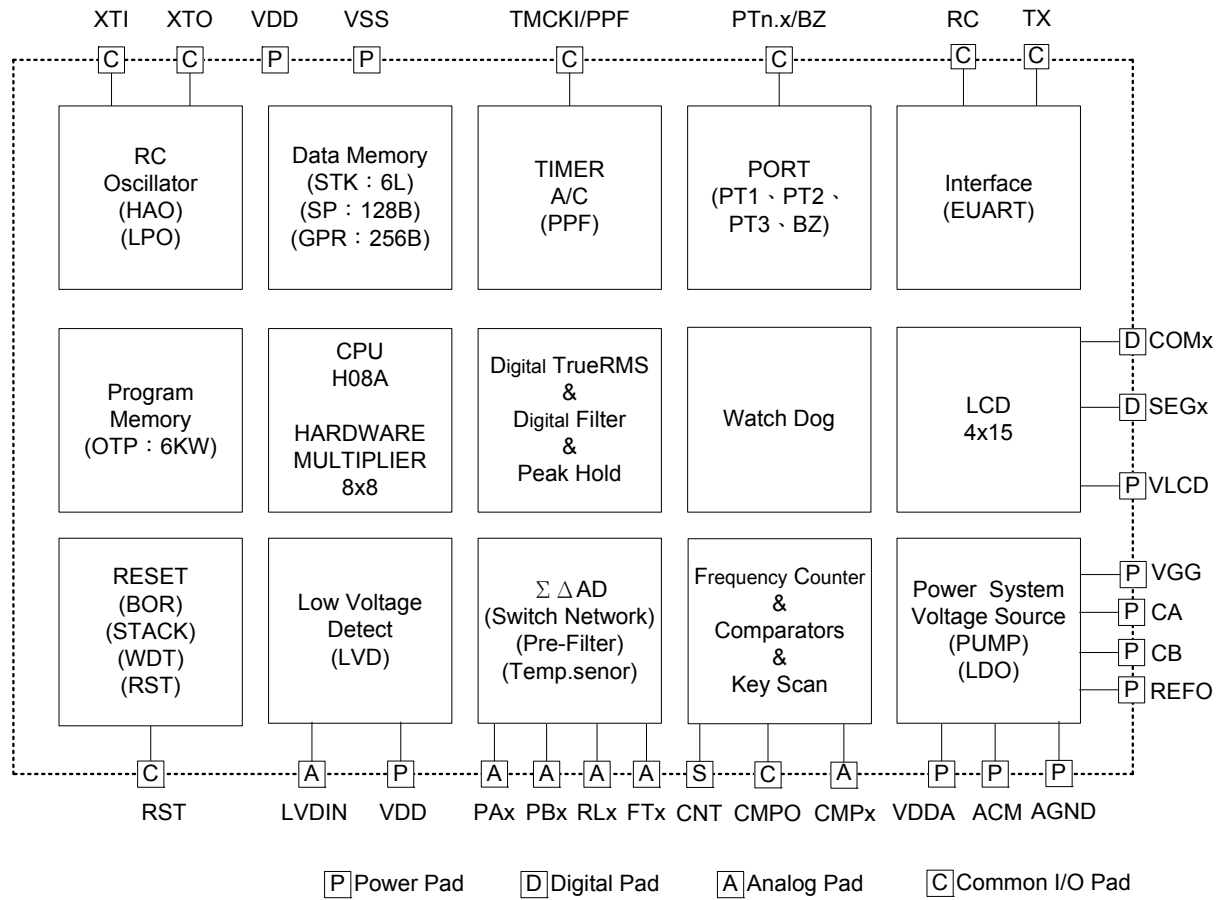 XTI XTO VDD VSS TMCKI/PPF PTn.x/BZ RC TX
C C P P C C C C
RC
Oscillator
(HAO)
(LPO)
Data Memory
(STK：6L)
(SP：128B)
(GPR：256B)
TIMER
A/C
(PPF)
PORT
(PT1、PT2、
PT3、BZ)
Interface
(EUART)
Program
Memory
(OTP：6KW)
CPU
H08A
HARDWARE
MULTIPLIER
8x8
Digital TrueRMS
&
Digital Filter
&
Peak Hold
Watch Dog
LCD
4x15
D COMx
D SEGx
P VLCD
RESET
(BOR)
(STACK)
(WDT)
(RST)
Low Voltage
Detect
(LVD)
Σ Δ AD
(Switch Network)
(Pre-Filter)
(Temp.senor)
Frequency Counter
&
Comparators
&
Key Scan
Power System
Voltage Source
(PUMP)
(LDO)
P VGG
P CA
P CB
P REFO
C A P A A A A S C A P P P
RST LVDIN VDD PAx PBx RLx FTx CNT CMPO CMPx VDDA ACM AGND
P Power Pad D Digital Pad A Analog Pad C Common I/O Pad